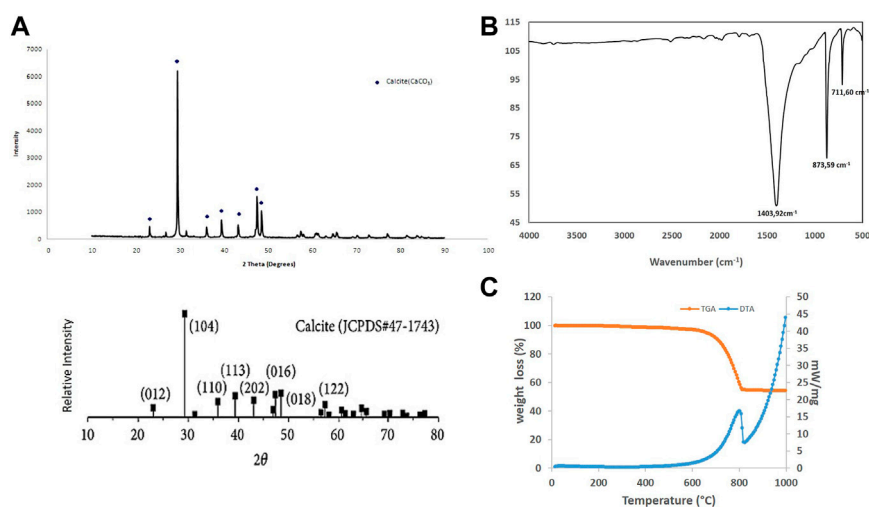 A
7000
6000
5000
4000
3000
2000
1000
0
Intensity
0 10 20 30 40 50 60 70 80 90 100
2 Theta (Degrees)
Calcite(CaCO₃)
Relative Intensity
Calcite (JCPDS#47-1743)
(104)
(012)
(110)
(113)
(202)
(016)
(018)
(122)
10 20 30 40 50 60 70 80
2θ
B
115
105
95
85
75
65
55
45
4000 3500 3000 2500 2000 1500 1000 500
Wavenumber (cm⁻¹)
1403,92cm⁻¹
873,59 cm⁻¹
711,60 cm⁻¹
C
TGA DTA
120
100
80
60
40
20
0
weight loss (%)
50
45
40
35
30
25
20
15
10
5
0
mW/mg
0 200 400 600 800 1000
Temperature (°C)